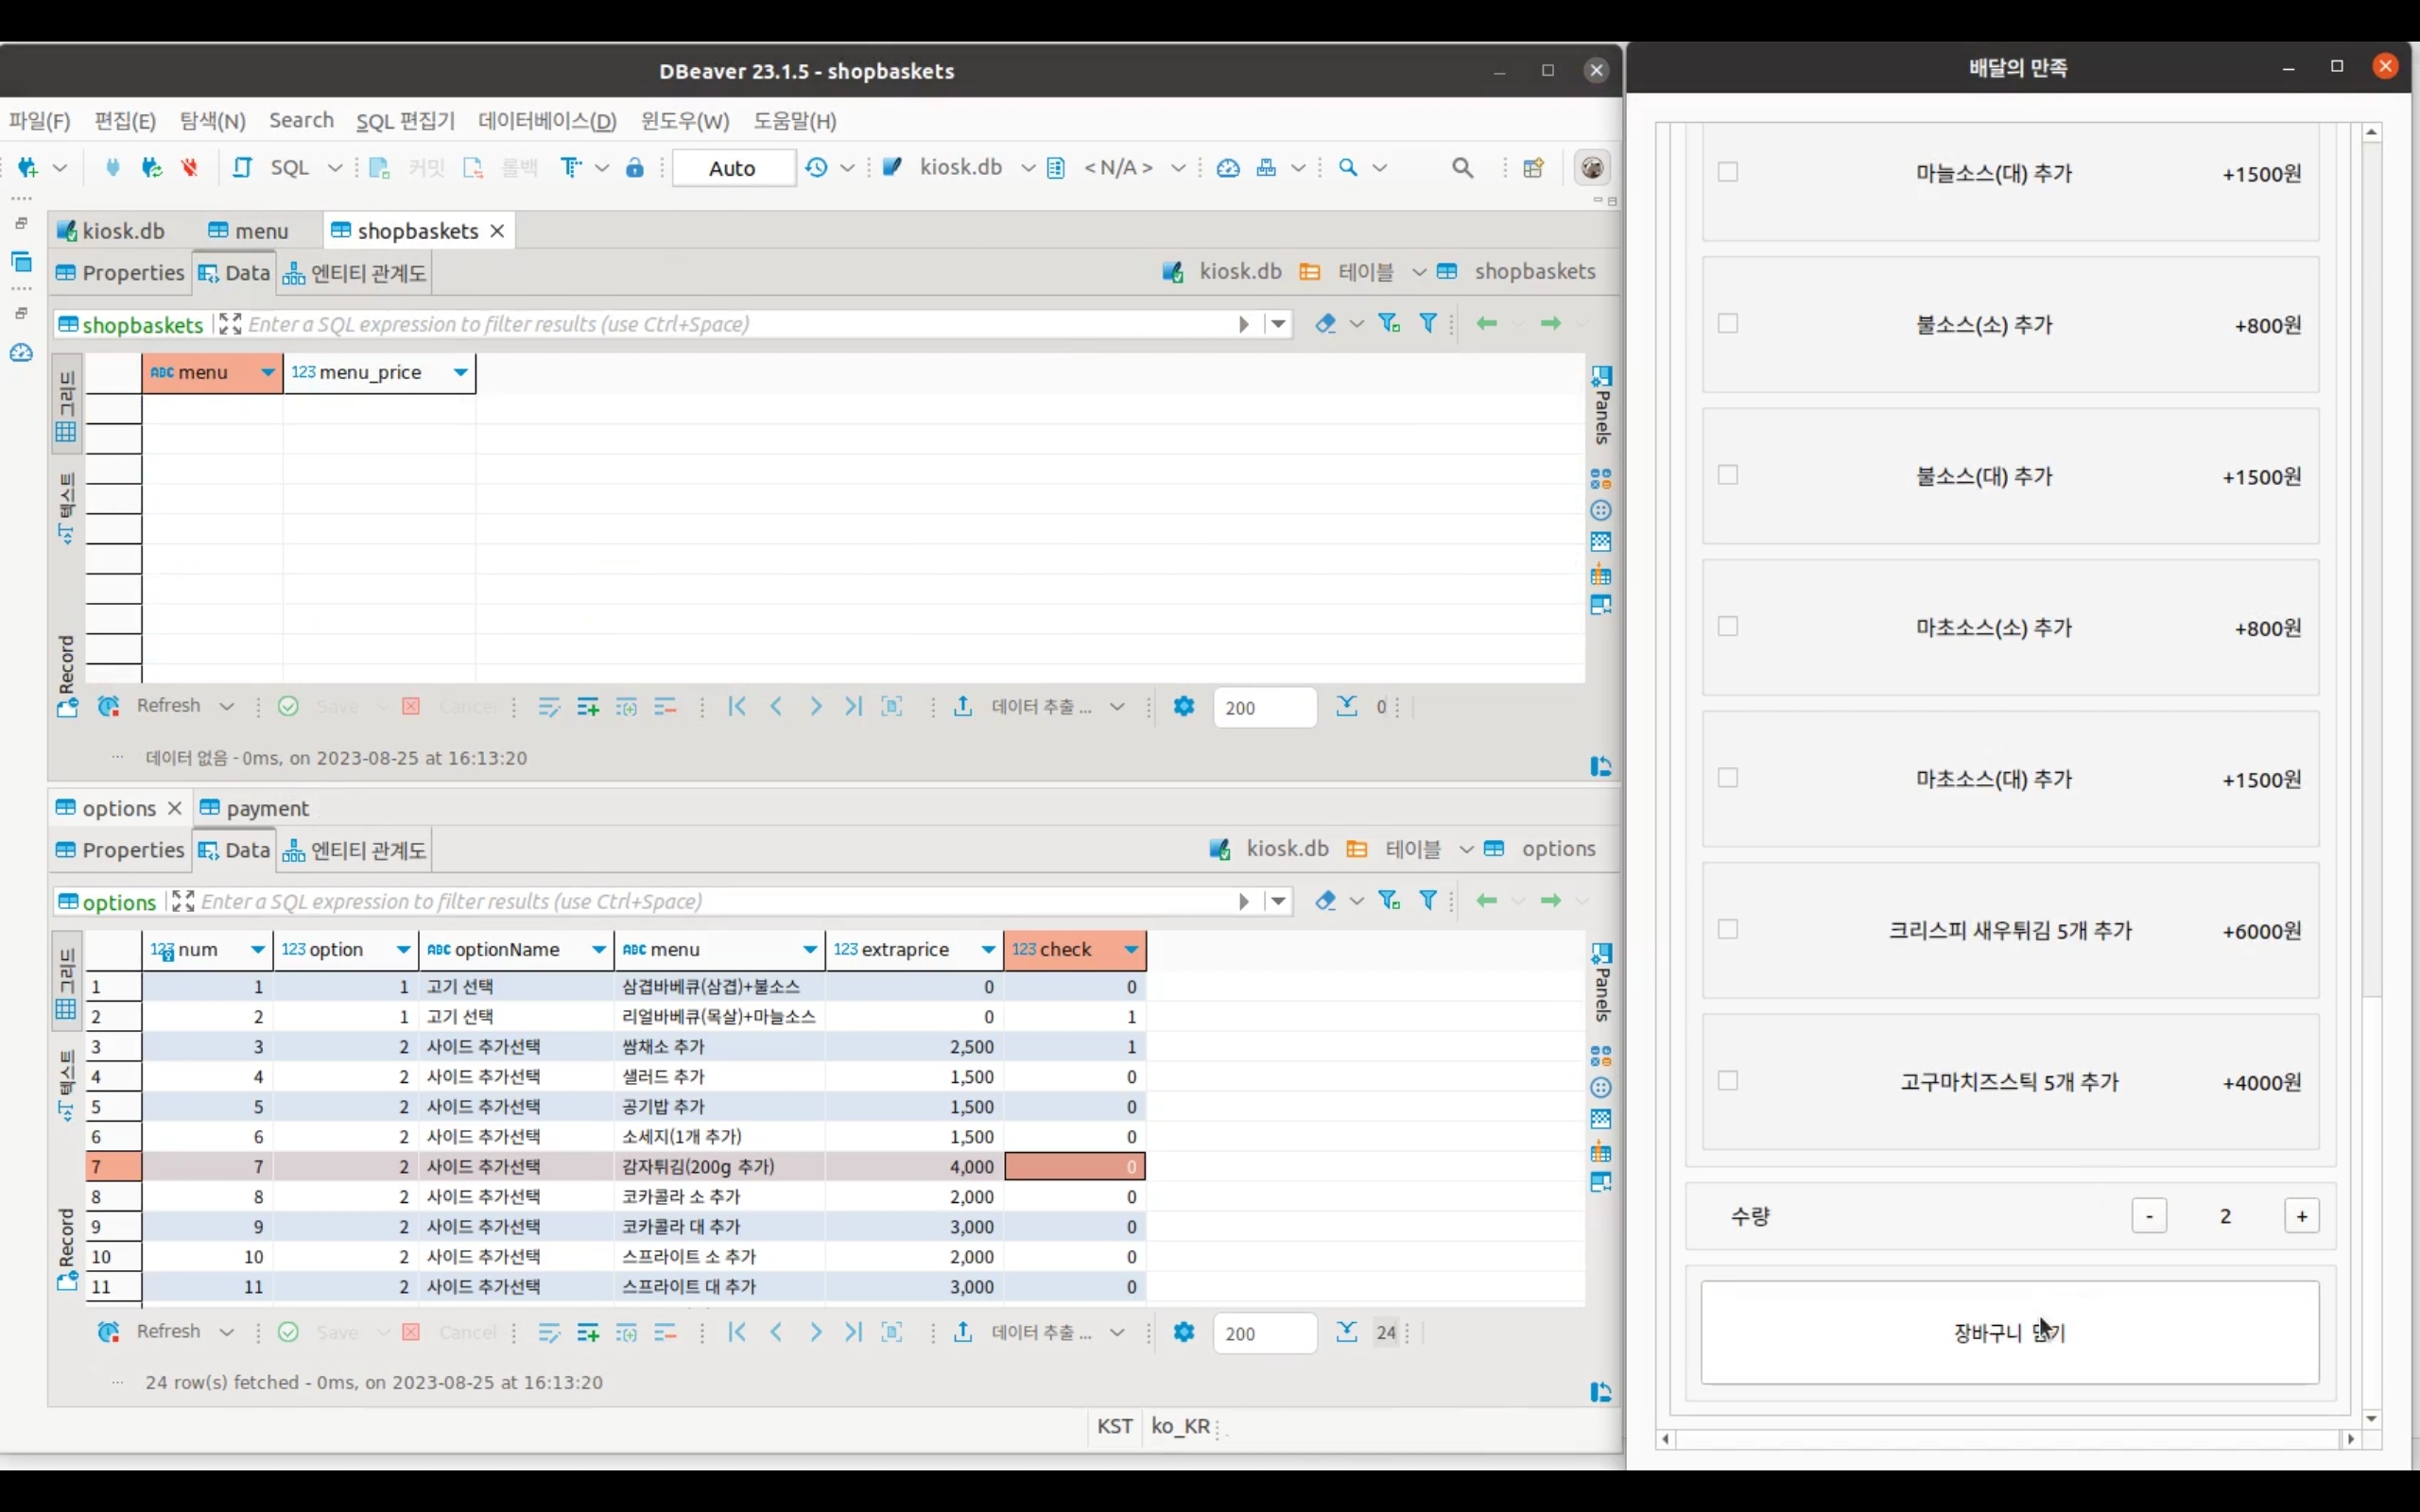 DBeaver 23.1.5 - shopbaskets
파일(F) 편집(E) 탐색(N) Search SQL 편집기 데이터베이스(D) 윈도우(W) 도움말(H)
SQL 커밋 롤백 Auto kiosk.db <N/A>
kiosk.db menu shopbaskets
Properties Data 엔티티 관계도 kiosk.db 테이블 shopbaskets
shopbaskets Enter a SQL expression to filter results (use Ctrl+Space)
그리드
텍스트
Record
ABC menu 123 menu_price
Panels
Refresh Save Cancel 데이터 추출 ... 200 0
데이터 없음 - 0ms, on 2023-08-25 at 16:13:20
options payment
Properties Data 엔티티 관계도 kiosk.db 테이블 options
options Enter a SQL expression to filter results (use Ctrl+Space)
그리드
텍스트
Record
123 num 123 option ABC optionName ABC menu 123 extraprice 123 check
1 1 1 고기 선택 삼겹바베큐(삼겹)+불소스 0 0
2 2 1 고기 선택 리얼바베큐(목살)+마늘소스 0 1
3 3 2 사이드 추가선택 쌈채소 추가 2,500 1
4 4 2 사이드 추가선택 샐러드 추가 1,500 0
5 5 2 사이드 추가선택 공기밥 추가 1,500 0
6 6 2 사이드 추가선택 소세지(1개 추가) 1,500 0
7 7 2 사이드 추가선택 감자튀김(200g 추가) 4,000 0
8 8 2 사이드 추가선택 코카콜라 소 추가 2,000 0
9 9 2 사이드 추가선택 코카콜라 대 추가 3,000 0
10 10 2 사이드 추가선택 스프라이트 소 추가 2,000 0
11 11 2 사이드 추가선택 스프라이트 대 추가 3,000 0
Panels
Refresh Save Cancel 데이터 추출 ... 200 24
24 row(s) fetched - 0ms, on 2023-08-25 at 16:13:20
KST ko_KR
배달의 만족
마늘소스(대) 추가 +1500원
불소스(소) 추가 +800원
불소스(대) 추가 +1500원
마초소스(소) 추가 +800원
마초소스(대) 추가 +1500원
크리스피 새우튀김 5개 추가 +6000원
고구마치즈스틱 5개 추가 +4000원
수량 - 2 +
장바구니